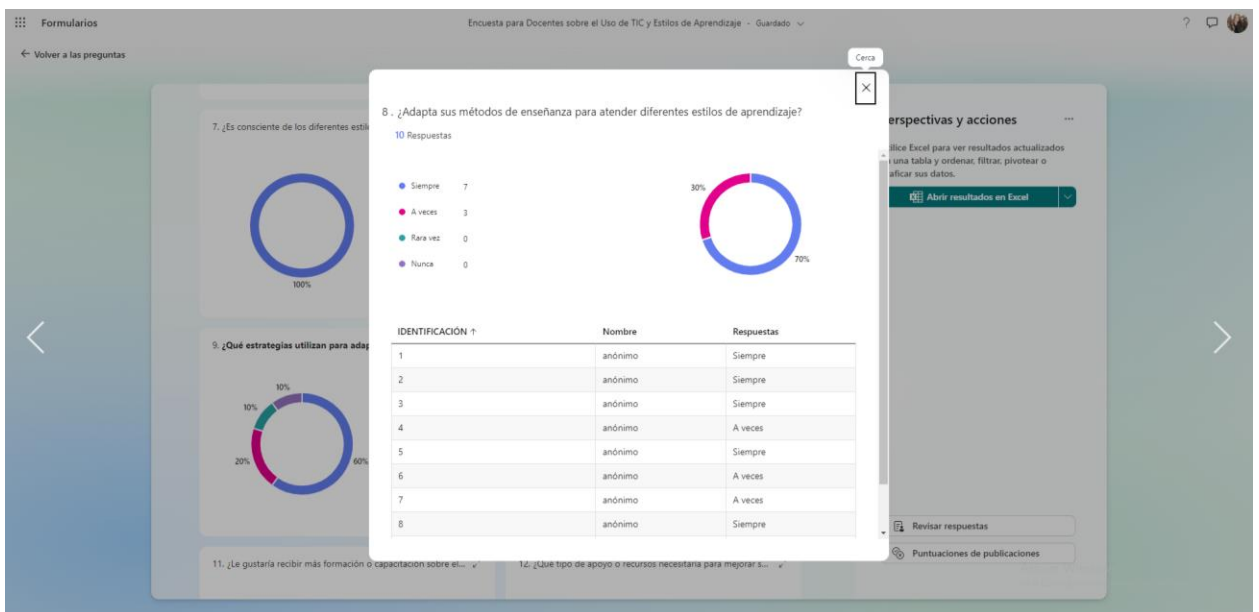 Formularios
Encuesta para Docentes sobre el Uso de TIC y Estilos de Aprendizaje - Guardado
?
Volver a las preguntas
Cerca
8 . ¿Adapta sus métodos de enseñanza para atender diferentes estilos de aprendizaje?
10 Respuestas
Siempre 7
A veces 3
Rara vez 0
Nunca 0
30%
70%
IDENTIFICACIÓN ↑ Nombre Respuestas
1 anónimo Siempre
2 anónimo Siempre
3 anónimo Siempre
4 anónimo A veces
5 anónimo Siempre
6 anónimo A veces
7 anónimo A veces
8 anónimo Siempre
7. ¿Es consciente de los diferentes estil
100%
9. ¿Qué estrategias utilizan para adap
10%
10%
20%
60%
11. ¿Le gustaría recibir más formación o capacitación sobre el...
12. ¿Qué tipo de apoyo o recursos necesitaría para mejorar s...
erspectivas y acciones
ilice Excel para ver resultados actualizados
una tabla y ordenar, filtrar, pivotear o
aficar sus datos.
Abrir resultados en Excel
Revisar respuestas
Puntuaciones de publicaciones